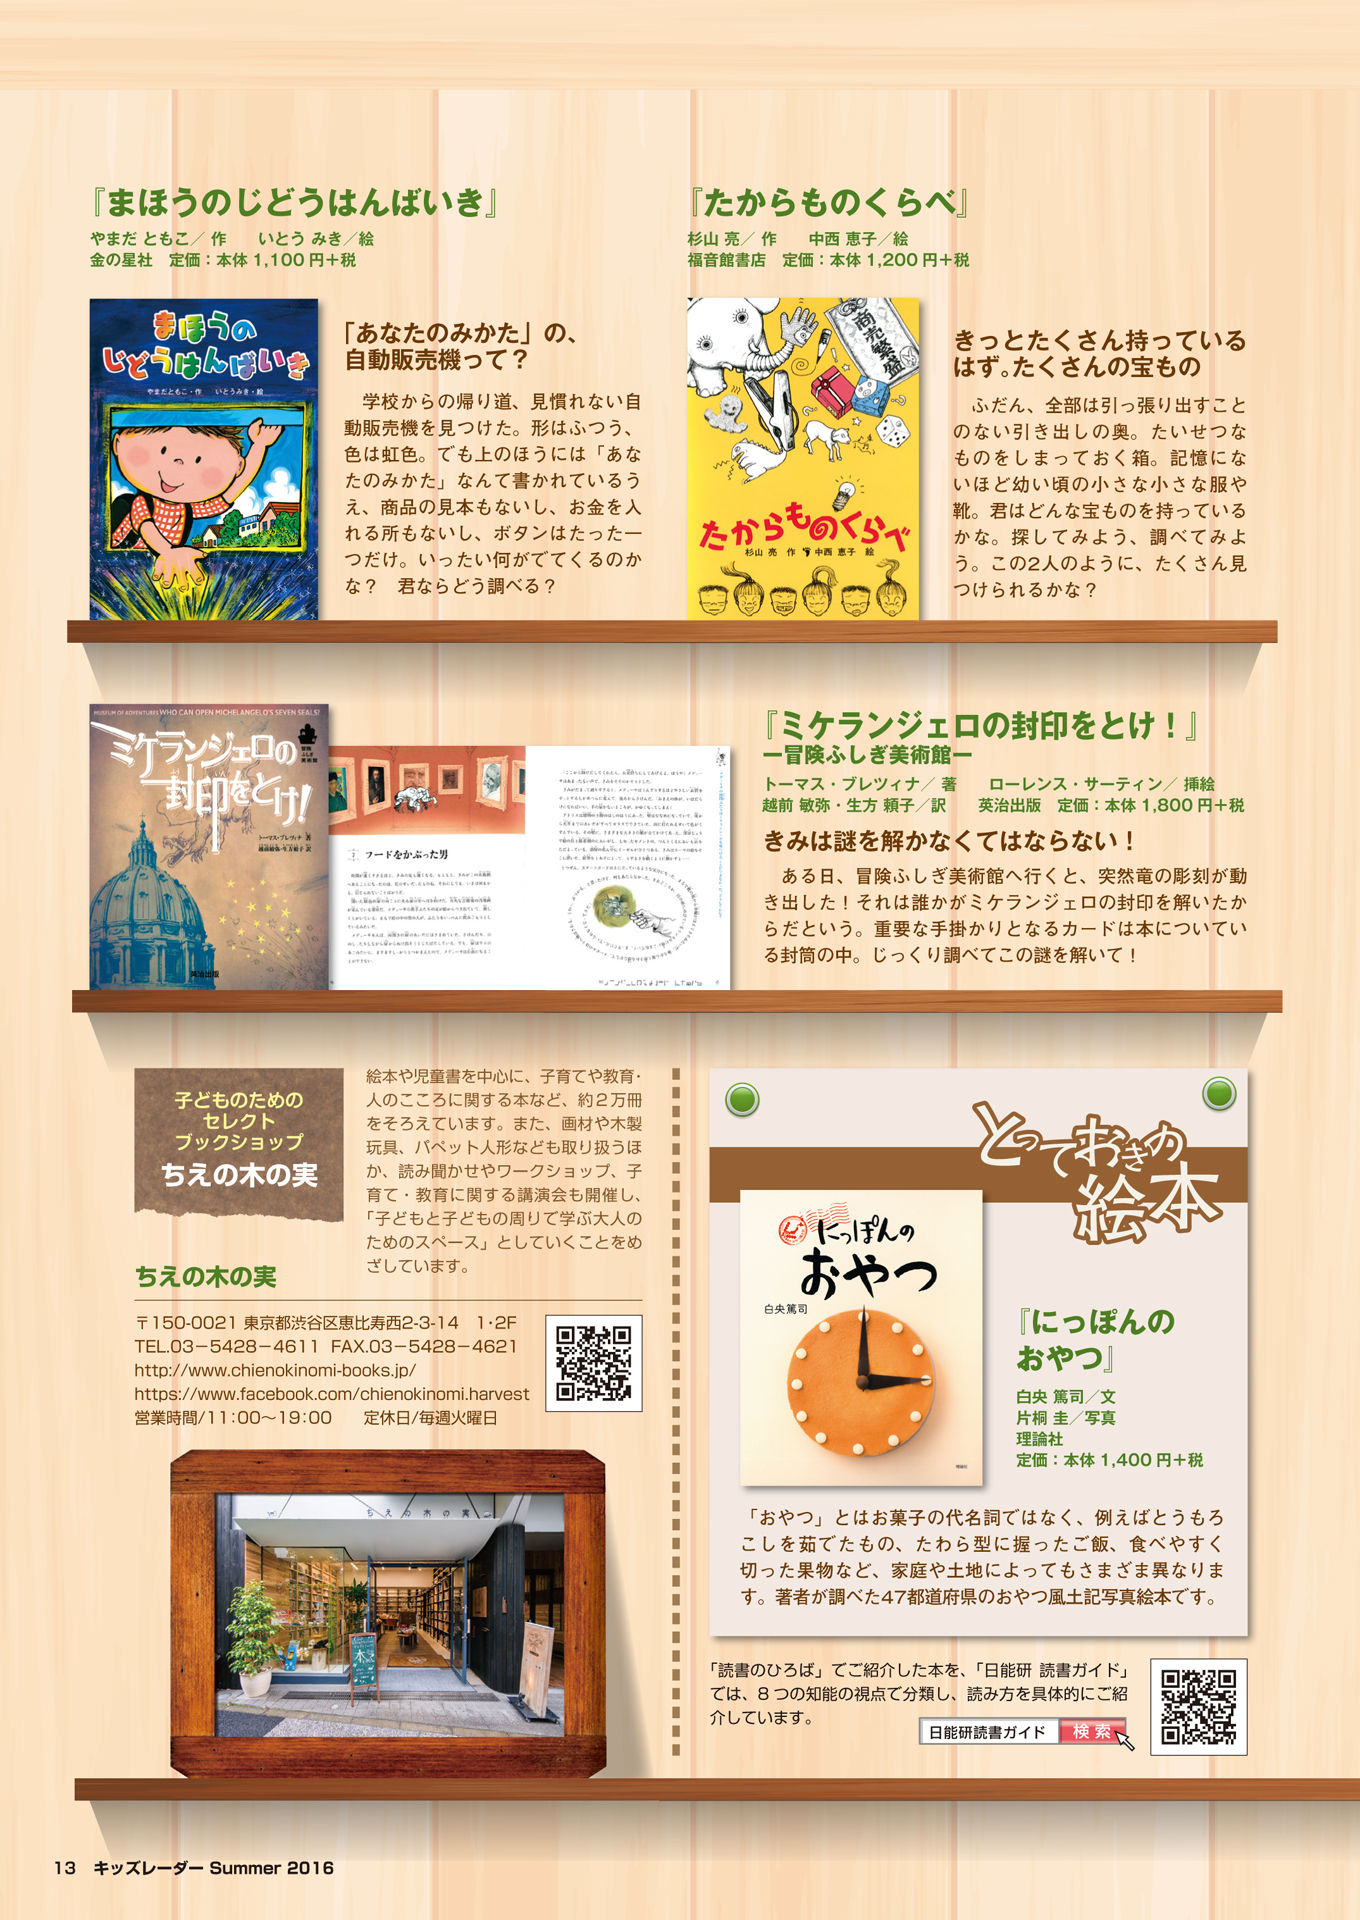 『まほうのじどうはんばいき』
やまだ ともこ／ 作　　いとう みき／絵
金の星社　定価：本体 1,100 円＋税
まほうの
じどうはんばいき
やまだともこ・作　いとうみき・絵
「あなたのみかた」の、
自動販売機って？
　学校からの帰り道、見慣れない自
動販売機を見つけた。形はふつう、
色は虹色。でも上のほうには「あな
たのみかた」なんて書かれているう
え、商品の見本もないし、お金を入
れる所もないし、ボタンはたった一
つだけ。いったい何がでてくるのか
な？　君ならどう調べる？
『たからものくらべ』
杉山 亮／ 作　　中西 恵子／絵
福音館書店　定価：本体 1,200 円＋税
商売繁盛
たからものくらべ
杉山 亮 作　中西 恵子 絵
きっとたくさん持っている
はず。たくさんの宝もの
　ふだん、全部は引っ張り出すこと
のない引き出しの奥。たいせつな
ものをしまっておく箱。記憶にな
いほど幼い頃の小さな小さな服や
靴。君はどんな宝ものを持っている
かな。探してみよう、調べてみよ
う。この2人のように、たくさん見
つけられるかな？
MUSEUM OF ADVENTURES WHO CAN OPEN MICHELANGELO'S SEVEN SEALS?
冒険ふしぎ美術館
ミケランジェロの
封印をとけ！
トーマス・ブレツィナ 著
越前敏弥・生方頼子 訳
英治出版
フードをかぶった男
『ミケランジェロの封印をとけ！』
ー冒険ふしぎ美術館ー
トーマス・ブレツィナ／ 著　　ローレンス・サーティン／ 挿絵
越前 敏弥・生方 頼子／訳　　英治出版　定価：本体 1,800 円＋税
きみは謎を解かなくてはならない！
　ある日、冒険ふしぎ美術館へ行くと、突然竜の彫刻が動
き出した！それは誰かがミケランジェロの封印を解いたか
らだという。重要な手掛かりとなるカードは本についてい
る封筒の中。じっくり調べてこの謎を解いて！
子どものための
セレクト
ブックショップ
ちえの木の実
絵本や児童書を中心に、子育てや教育・
人のこころに関する本など、約２万冊
をそろえています。また、画材や木製
玩具、パペット人形なども取り扱うほ
か、読み聞かせやワークショップ、子
育て・教育に関する講演会も開催し、
「子どもと子どもの周りで学ぶ大人の
ためのスペース」としていくことをめ
ざしています。
ちえの木の実
〒150-0021 東京都渋谷区恵比寿西2-3-14　1・2F
TEL.03－5428－4611 FAX.03－5428－4621
http://www.chienokinomi-books.jp/
https://www.facebook.com/chienokinomi.harvest
営業時間/11：00～19：00　　定休日/毎週火曜日
ちえの木の実
本
とっておきの
絵本
にっぽんの
おやつ
白央篤司
理論社
『にっぽんの
おやつ』
白央 篤司／文
片桐 圭／写真
理論社
定価：本体 1,400 円＋税
「おやつ」とはお菓子の代名詞ではなく、例えばとうもろ
こしを茹でたもの、たわら型に握ったご飯、食べやすく
切った果物など、家庭や土地によってもさまざま異なりま
す。著者が調べた47都道府県のおやつ風土記写真絵本です。
「読書のひろば」でご紹介した本を、「日能研 読書ガイド」
では、8 つの知能の視点で分類し、読み方を具体的にご紹
介しています。
日能研読書ガイド　検索
13　キッズレーダー Summer 2016